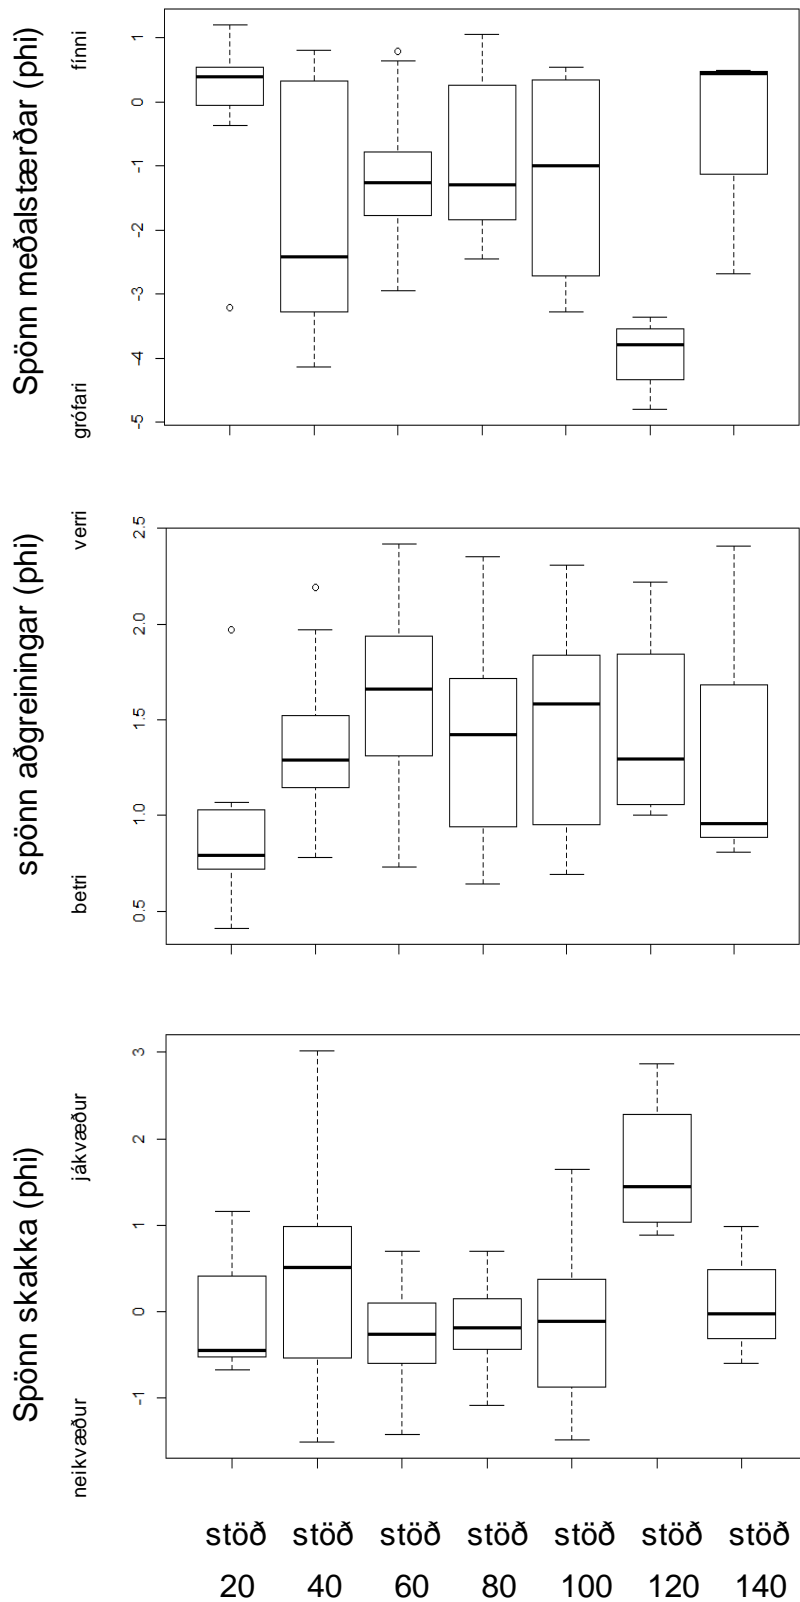 Spönn meðalstærðar (phi)
fínni
grófari
1
0
-1
-2
-3
-4
-5
spönn aðgreiningar (phi)
verri
betri
2.5
2.0
1.5
1.0
0.5
Spönn skakka (phi)
jákvæður
neikvæður
3
2
1
0
-1
stöð stöð stöð stöð stöð stöð stöð
20 40 60 80 100 120 140